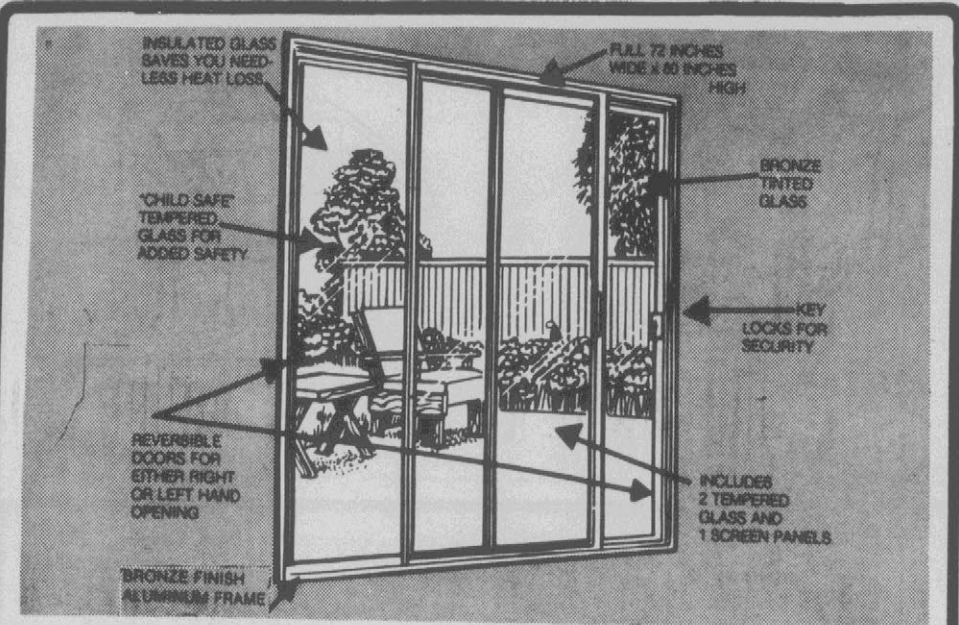 INSULATED GLASS
SAVES YOU NEED-
LESS HEAT LOSS
FULL 72 INCHES
WIDE x 80 INCHES
HIGH
"CHILD SAFE"
TEMPERED
GLASS FOR
ADDED SAFETY
BRONZE
TINTED
GLASS
KEY
LOCKS FOR
SECURITY
REVERSIBLE
DOORS FOR
EITHER RIGHT
OR LEFT HAND
OPENING
INCLUDES
2 TEMPERED
GLASS AND
1 SCREEN PANELS
BRONZE FINISH
ALUMINUM FRAME